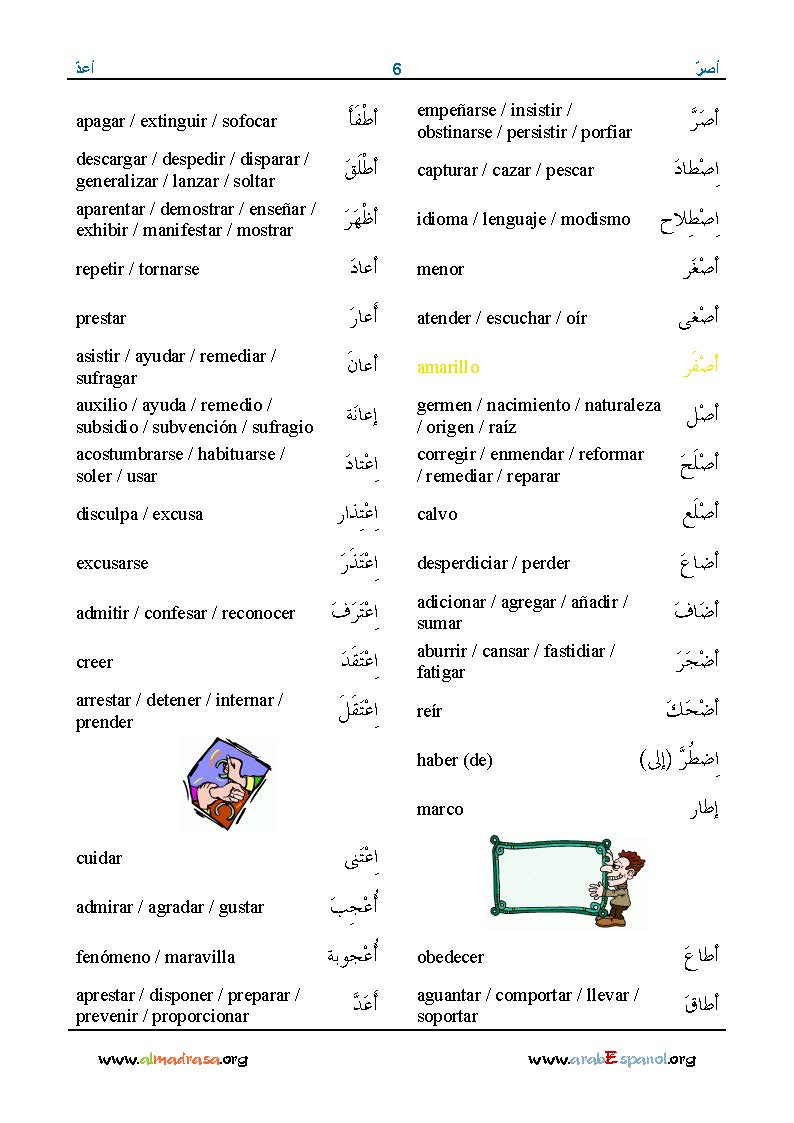 أصرّ 6 أعدّ
empeñarse / insistir / أَصَرَّ
obstinarse / persistir / porfiar
capturar / cazar / pescar اِصْطادَ
idioma / lenguaje / modismo اِصْطِلاح
menor أَصْغَر
atender / escuchar / oír أَصْغى
amarillo أَصْفَر
germen / nacimiento / naturaleza أَصْل
/ origen / raíz
corregir / enmendar / reformar أَصْلَحَ
/ remediar / reparar
calvo أَصْلَع
desperdiciar / perder أَضاعَ
adicionar / agregar / añadir / أَضَافَ
sumar
aburrir / cansar / fastidiar / أَضْجَرَ
fatigar
reír أَضْحَكَ
haber (de) اِضطُرَّ (إلى)
marco إطار
obedecer أَطاعَ
aguantar / comportar / llevar / أَطاقَ
soportar
apagar / extinguir / sofocar أَطْفَأَ
descargar / despedir / disparar / أَطْلَقَ
generalizar / lanzar / soltar
aparentar / demostrar / enseñar / أَظْهَرَ
exhibir / manifestar / mostrar
repetir / tornarse أَعادَ
prestar أَعارَ
asistir / ayudar / remediar / أَعانَ
sufragar
auxilio / ayuda / remedio / إعانَة
subsidio / subvención / sufragio
acostumbrarse / habituarse / اِعْتادَ
soler / usar
disculpa / excusa اِعْتِذار
excusarse اِعْتَذَرَ
admitir / confesar / reconocer اِعْتَرَفَ
creer اِعْتَقَدَ
arrestar / detener / internar / اِعْتَقَلَ
prender
cuidar اِعْتَنى
admirar / agradar / gustar أُعْجِبَ
fenómeno / maravilla أُعْجوبة
aprestar / disponer / preparar / أَعَدَّ
prevenir / proporcionar
www.almadrasa.org
www.arabEspanol.org